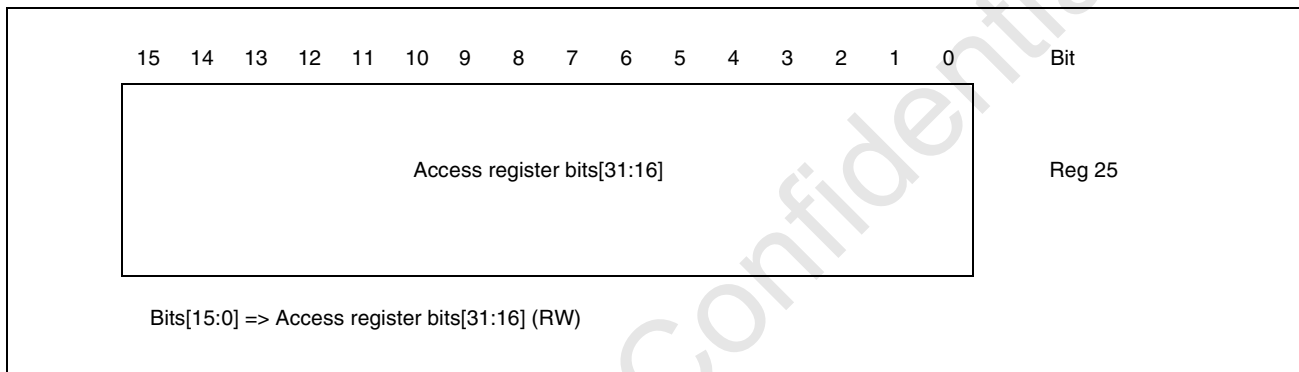 15 14 13 12 11 10 9 8 7 6 5 4 3 2 1 0 Bit
Access register bits[31:16] Reg 25
Bits[15:0] => Access register bits[31:16] (RW)
Confidential